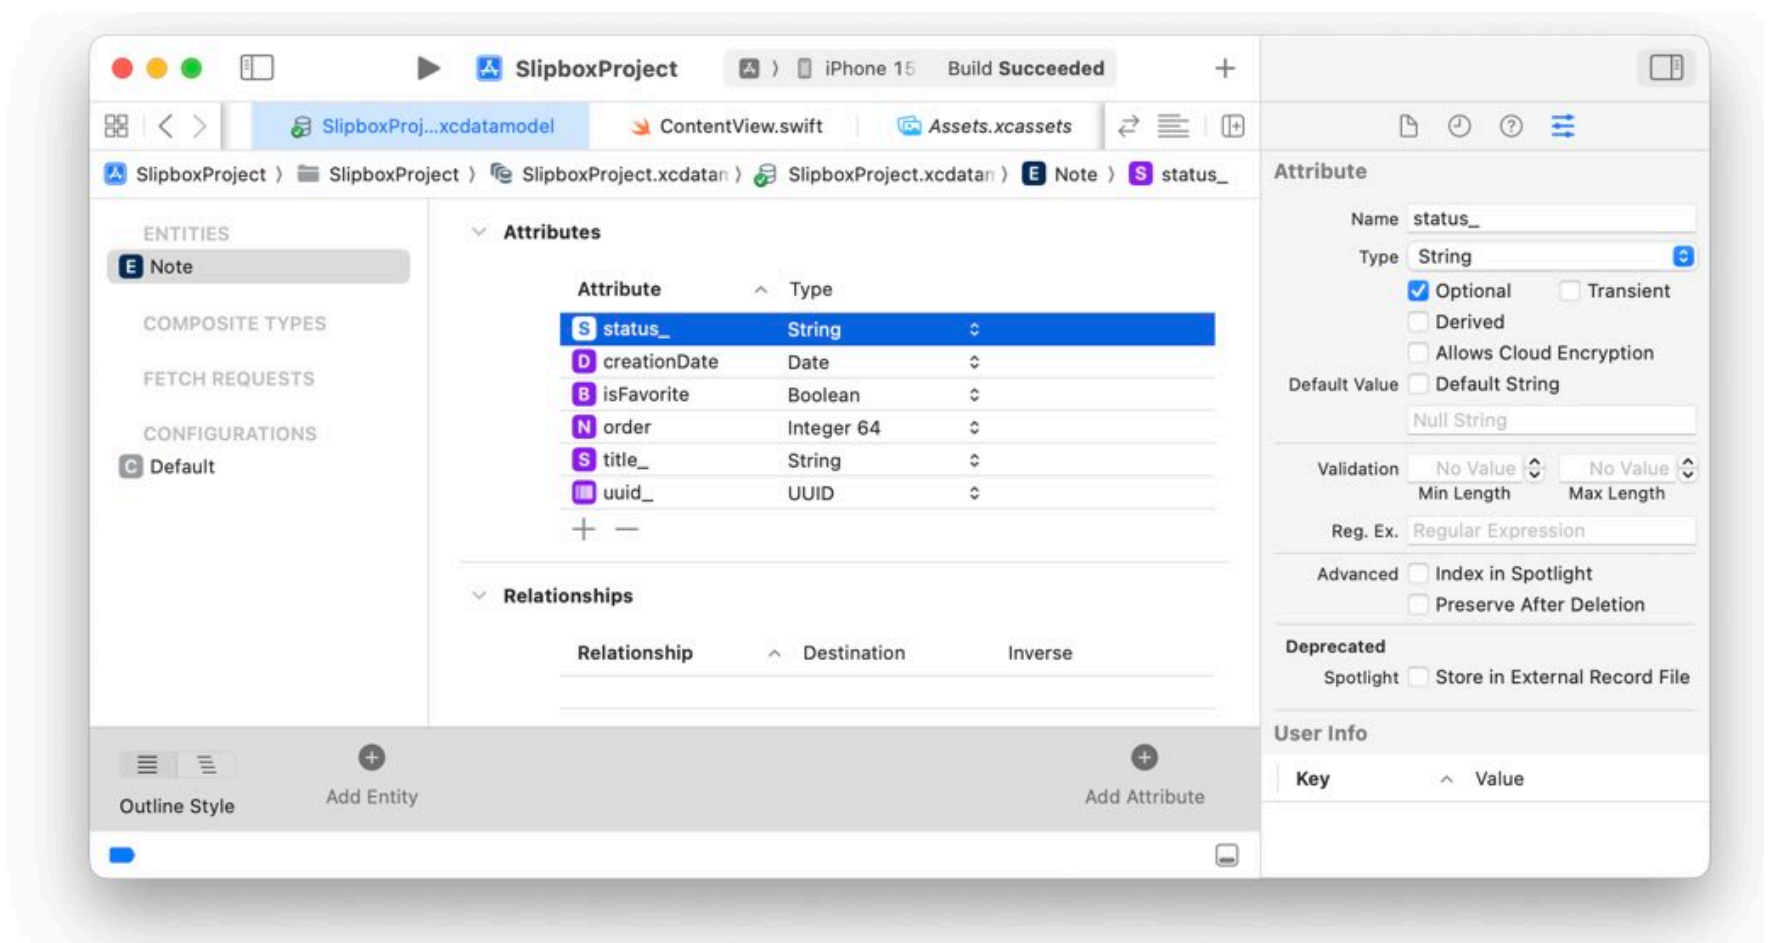 SlipboxProject iPhone 15 Build Succeeded
SlipboxProj...xcdatamodel ContentView.swift Assets.xcassets
SlipboxProject SlipboxProject SlipboxProject.xcdatan SlipboxProject.xcdatan E Note S status_
ENTITIES
E Note
COMPOSITE TYPES
FETCH REQUESTS
CONFIGURATIONS
C Default
Attributes
Attribute Type
S status_ String
D creationDate Date
B isFavorite Boolean
N order Integer 64
S title_ String
uuid_ UUID
Relationships
Relationship Destination Inverse
Outline Style
Add Entity
Add Attribute
Attribute
Name status_
Type String
Optional Transient
Derived
Allows Cloud Encryption
Default Value Default String
Null String
Validation No Value No Value
Min Length Max Length
Reg. Ex. Regular Expression
Advanced Index in Spotlight
Preserve After Deletion
Deprecated
Spotlight Store in External Record File
User Info
Key Value